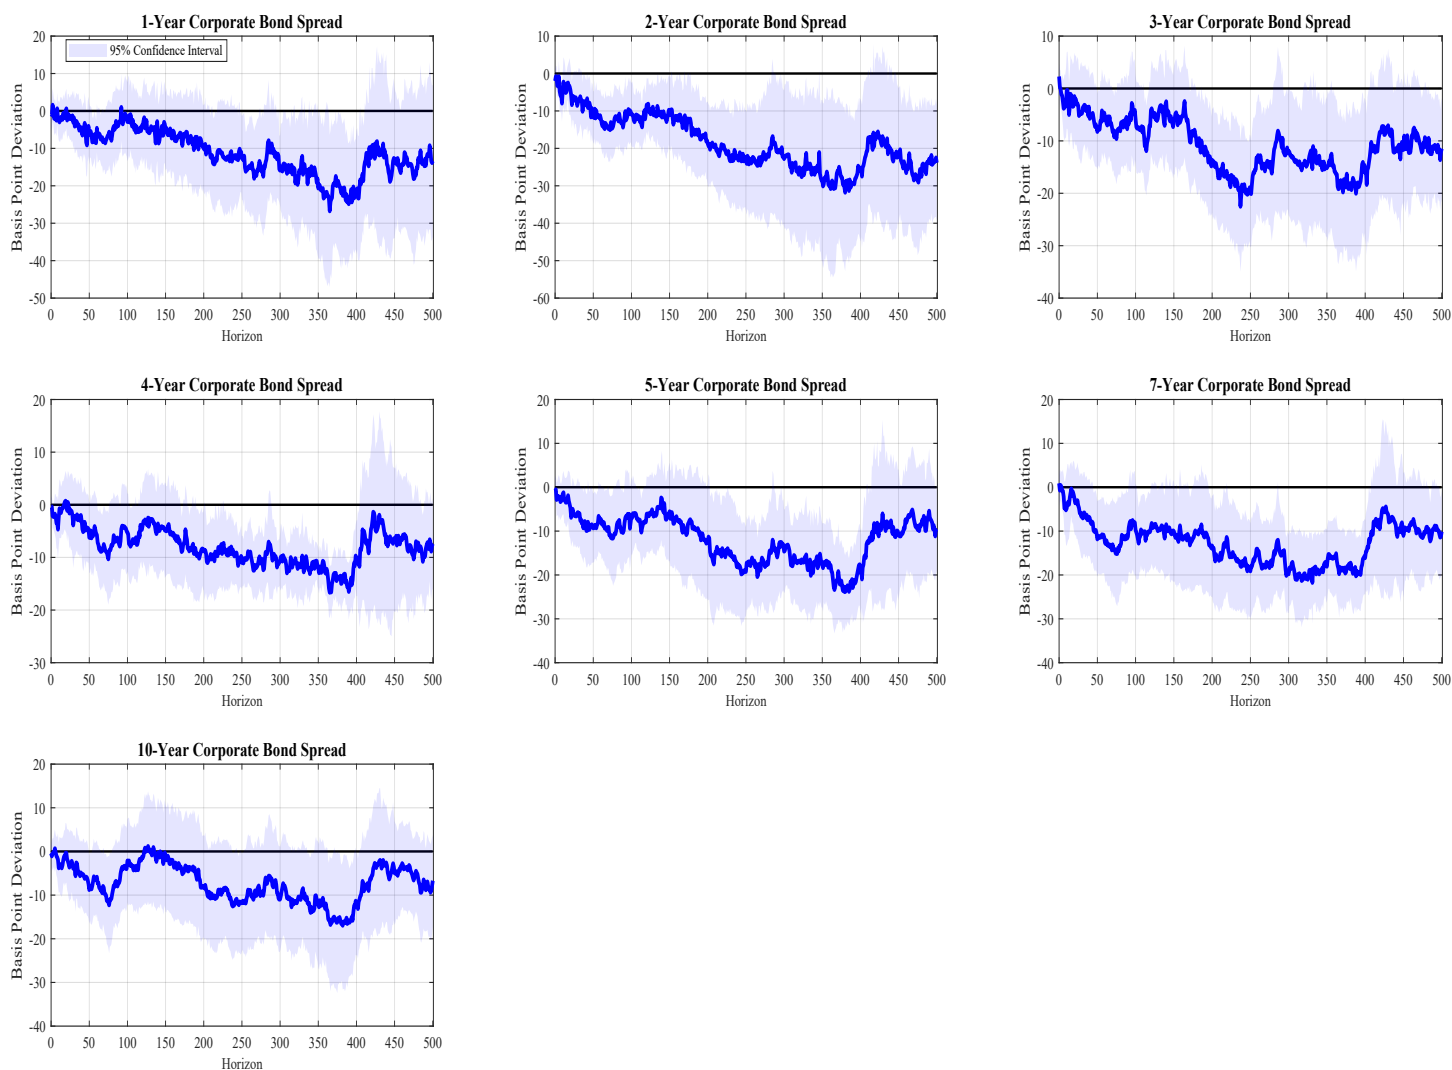 1-Year Corporate Bond Spread
20
10
0
-10
-20
-30
-40
-50
Basis Point Deviation
95% Confidence Interval
0 50 100 150 200 250 300 350 400 450 500
Horizon
2-Year Corporate Bond Spread
10
0
-10
-20
-30
-40
-50
-60
Basis Point Deviation
0 50 100 150 200 250 300 350 400 450 500
Horizon
3-Year Corporate Bond Spread
10
0
-10
-20
-30
-40
Basis Point Deviation
0 50 100 150 200 250 300 350 400 450 500
Horizon
4-Year Corporate Bond Spread
20
10
0
-10
-20
-30
Basis Point Deviation
0 50 100 150 200 250 300 350 400 450 500
Horizon
5-Year Corporate Bond Spread
20
10
0
-10
-20
-30
-40
Basis Point Deviation
0 50 100 150 200 250 300 350 400 450 500
Horizon
7-Year Corporate Bond Spread
20
10
0
-10
-20
-30
-40
Basis Point Deviation
0 50 100 150 200 250 300 350 400 450 500
Horizon
10-Year Corporate Bond Spread
20
10
0
-10
-20
-30
-40
Basis Point Deviation
0 50 100 150 200 250 300 350 400 450 500
Horizon